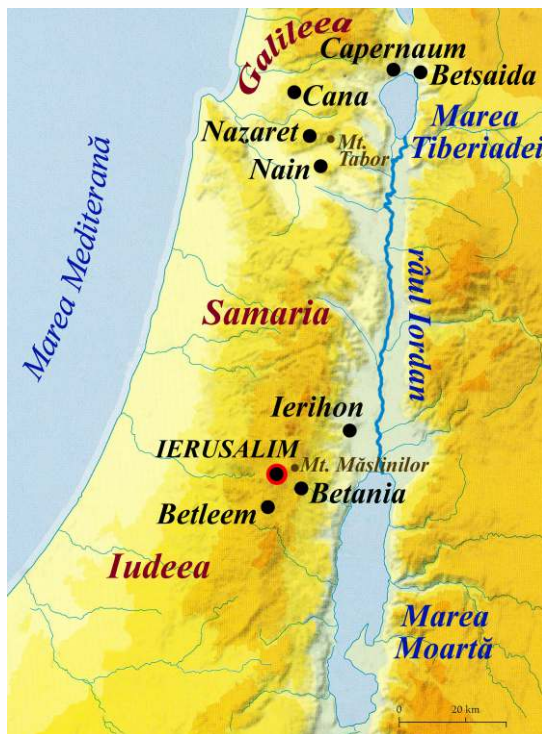 Galileea
Capernaum
Betsaida
Cana
Marea
Tiberiadei
Nazaret
Mt.
Tabor
Nain
Marea Mediterană
râul Iordan
Samaria
Ierihon
IERUSALIM
Mt. Măslinilor
Betania
Betleem
Iudeea
Marea
Moartă
0 20 km